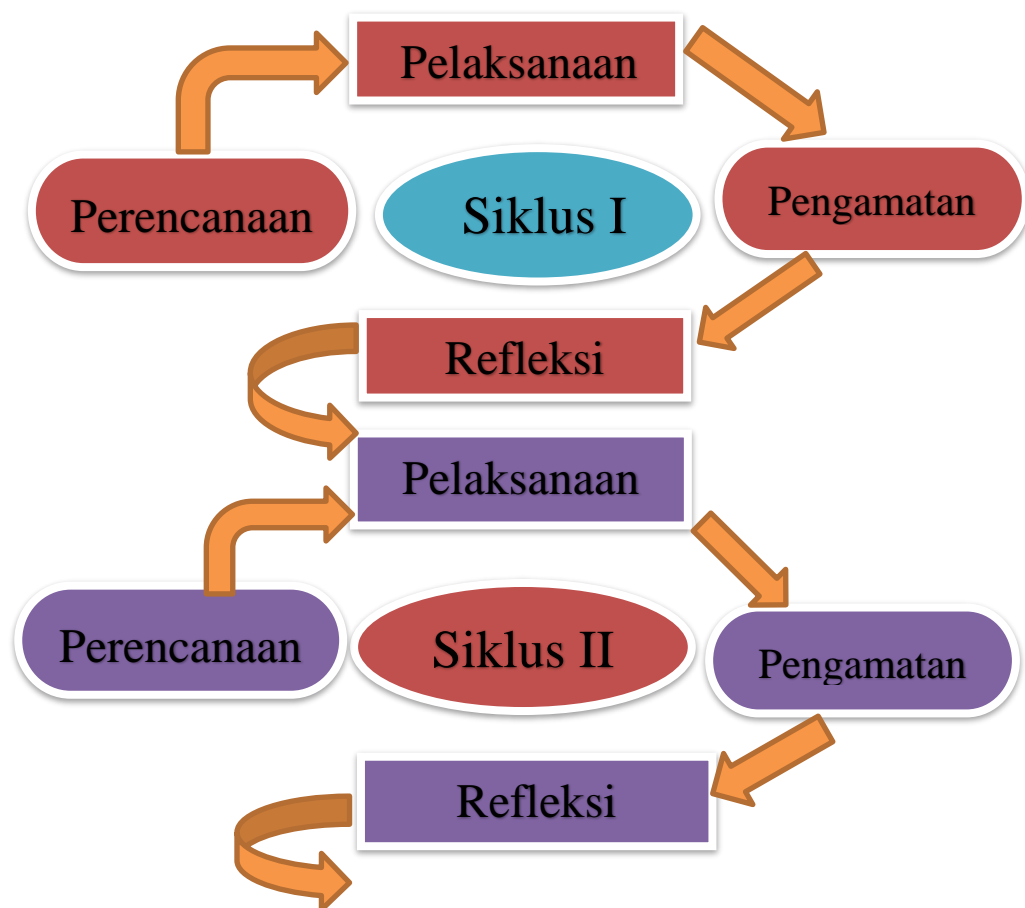 Pelaksanaan
Perencanaan
Siklus I
Pengamatan
Refleksi
Pelaksanaan
Perencanaan
Siklus II
Pengamatan
Refleksi